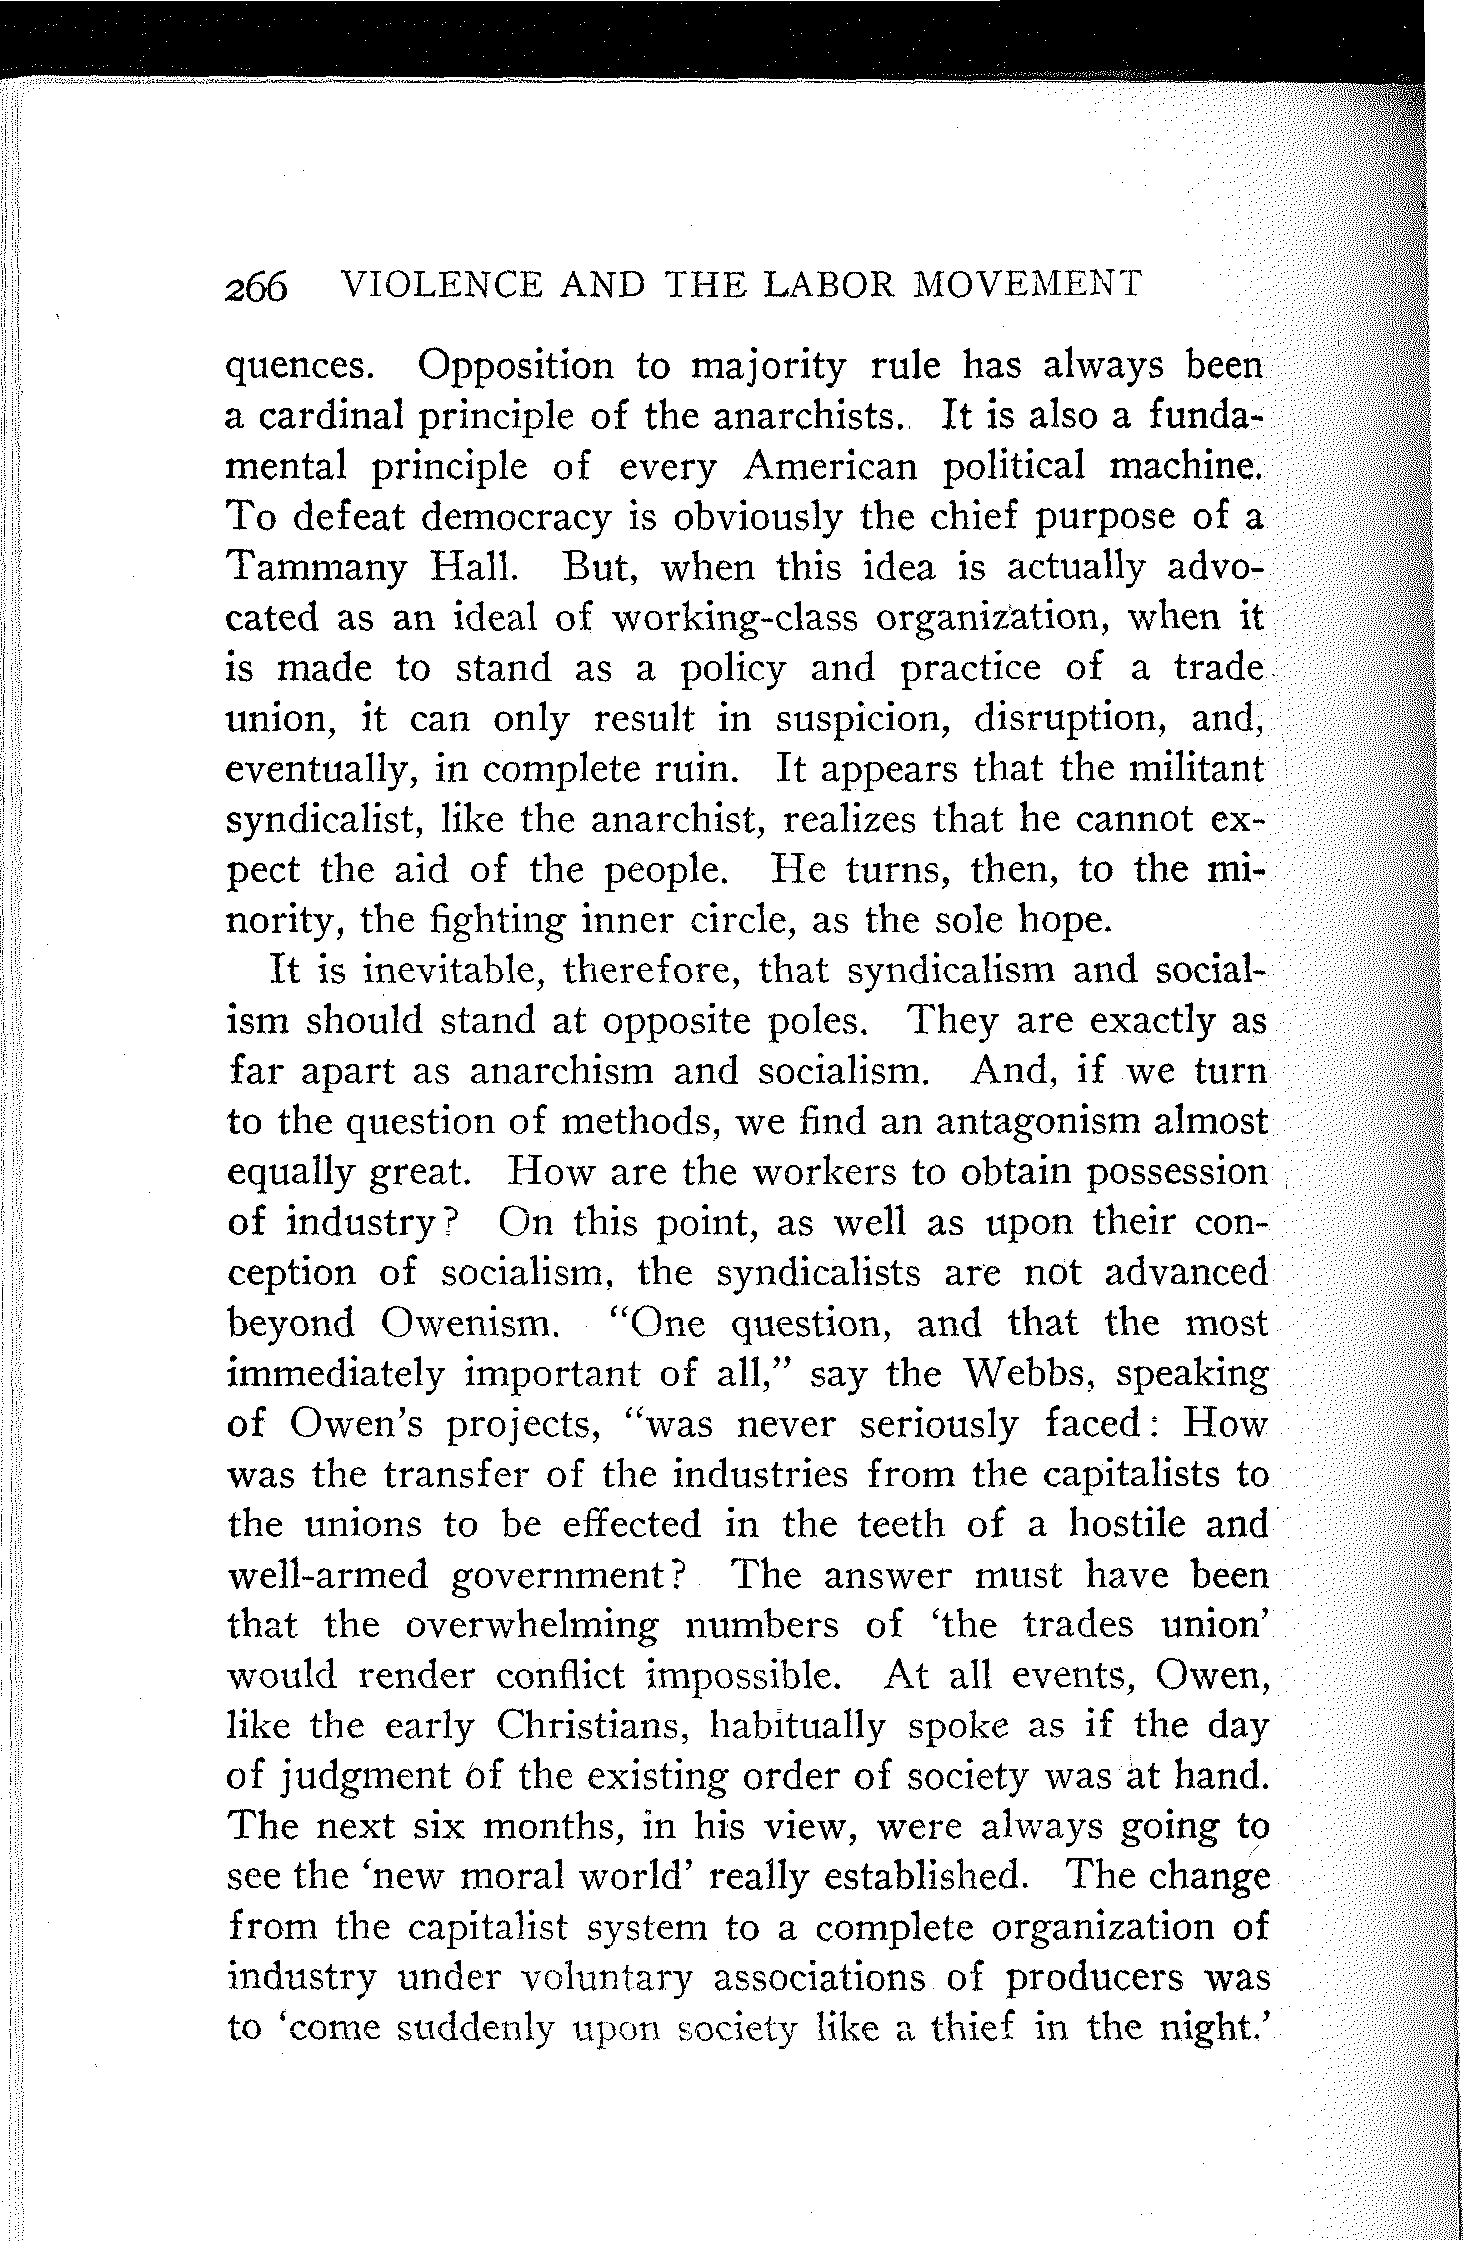 266 VIOLENCE AND THE LABOR MOVEMENT
quences. Opposition to majority rule has always been
a cardinal principle of the anarchists. It is also a funda-
mental principle of every American political machine.
To defeat democracy is obviously the chief purpose of a
Tammany Hall. But, when this idea is actually advo-
cated as an ideal of working-class organization, when it
is made to stand as a policy and practice of a trade
union, it can only result in suspicion, disruption, and,
eventually, in complete ruin. It appears that the militant
syndicalist, like the anarchist, realizes that he cannot ex-
pect the aid of the people. He turns, then, to the mi-
nority, the fighting inner circle, as the sole hope.
It is inevitable, therefore, that syndicalism and social-
ism should stand at opposite poles. They are exactly as
far apart as anarchism and socialism. And, if we turn
to the question of methods, we find an antagonism almost
equally great. How are the workers to obtain possession
of industry? On this point, as well as upon their con-
ception of socialism, the syndicalists are not advanced
beyond Owenism. "One question, and that the most
immediately important of all," say the Webbs, speaking
of Owen's projects, "was never seriously faced: How
was the transfer of the industries from the capitalists to
the unions to be effected in the teeth of a hostile and
well-armed government? The answer must have been
that the overwhelming numbers of 'the trades union'
would render conflict impossible. At all events, Owen,
like the early Christians, habitually spoke as if the day
of judgment of the existing order of society was at hand.
The next six months, in his view, were always going to
see the 'new moral world' really established. The change
from the capitalist system to a complete organization of
industry under voluntary associations of producers was
to 'come suddenly upon society like a thief in the night.'